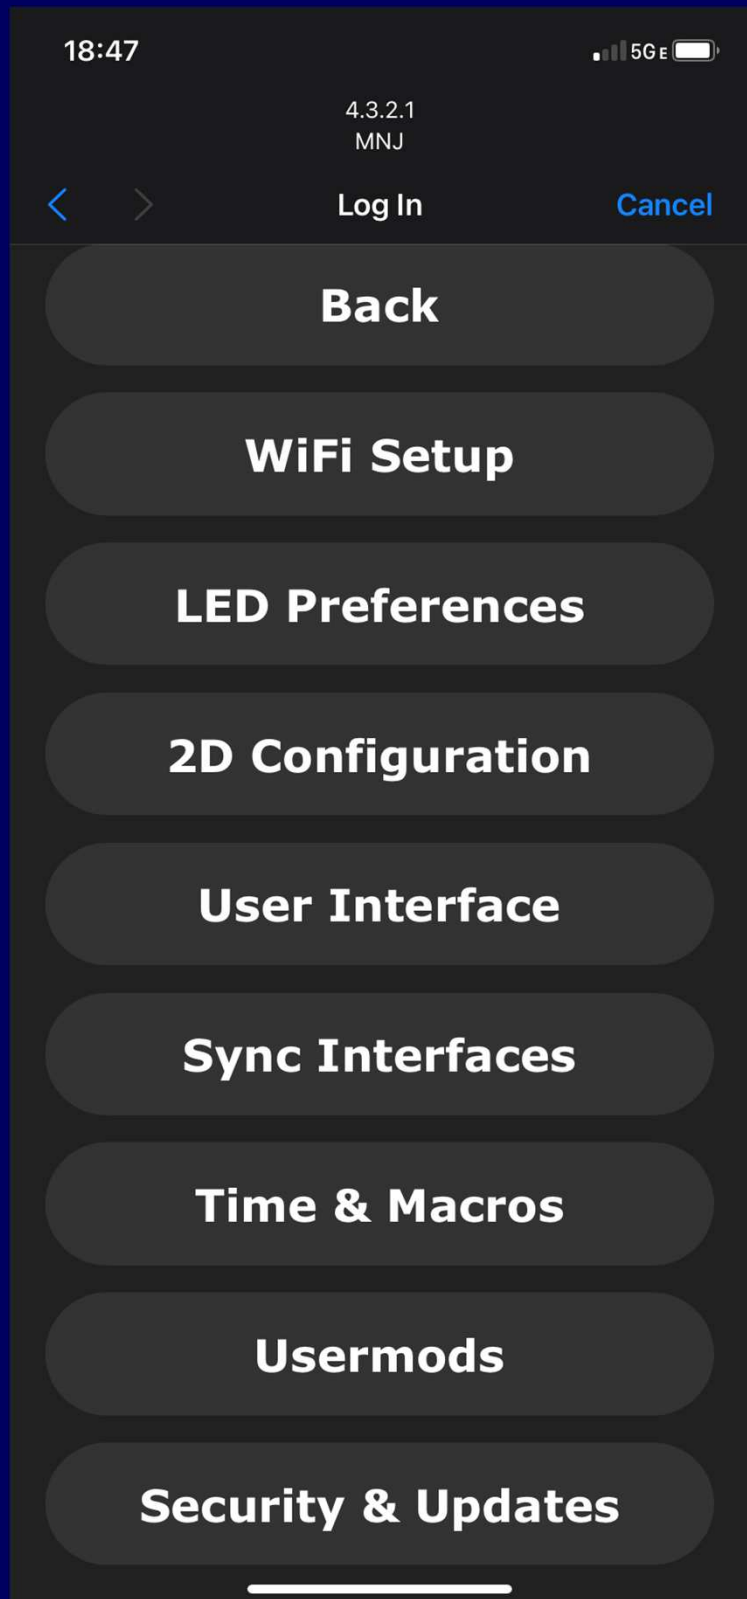 18:47
5GE
4.3.2.1
MNJ
Log In
Cancel
Back
WiFi Setup
LED Preferences
2D Configuration
User Interface
Sync Interfaces
Time & Macros
Usermods
Security & Updates